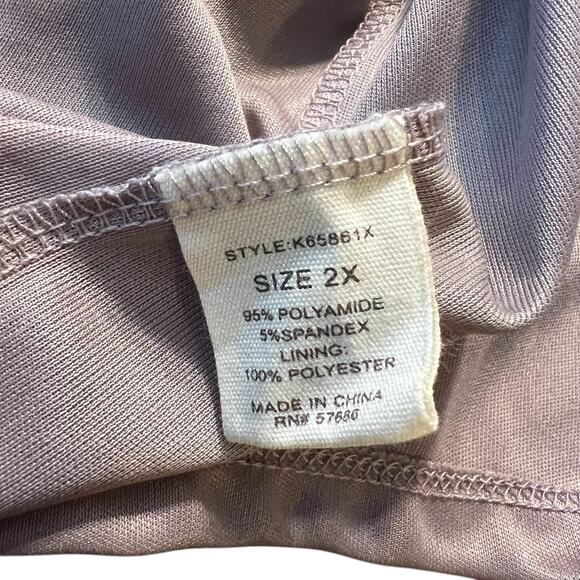 STYLE:K65861X
SIZE 2X
95% POLYAMIDE
5%SPANDEX
LINING:
100% POLYESTER
MADE IN CHINA
RN# 57686